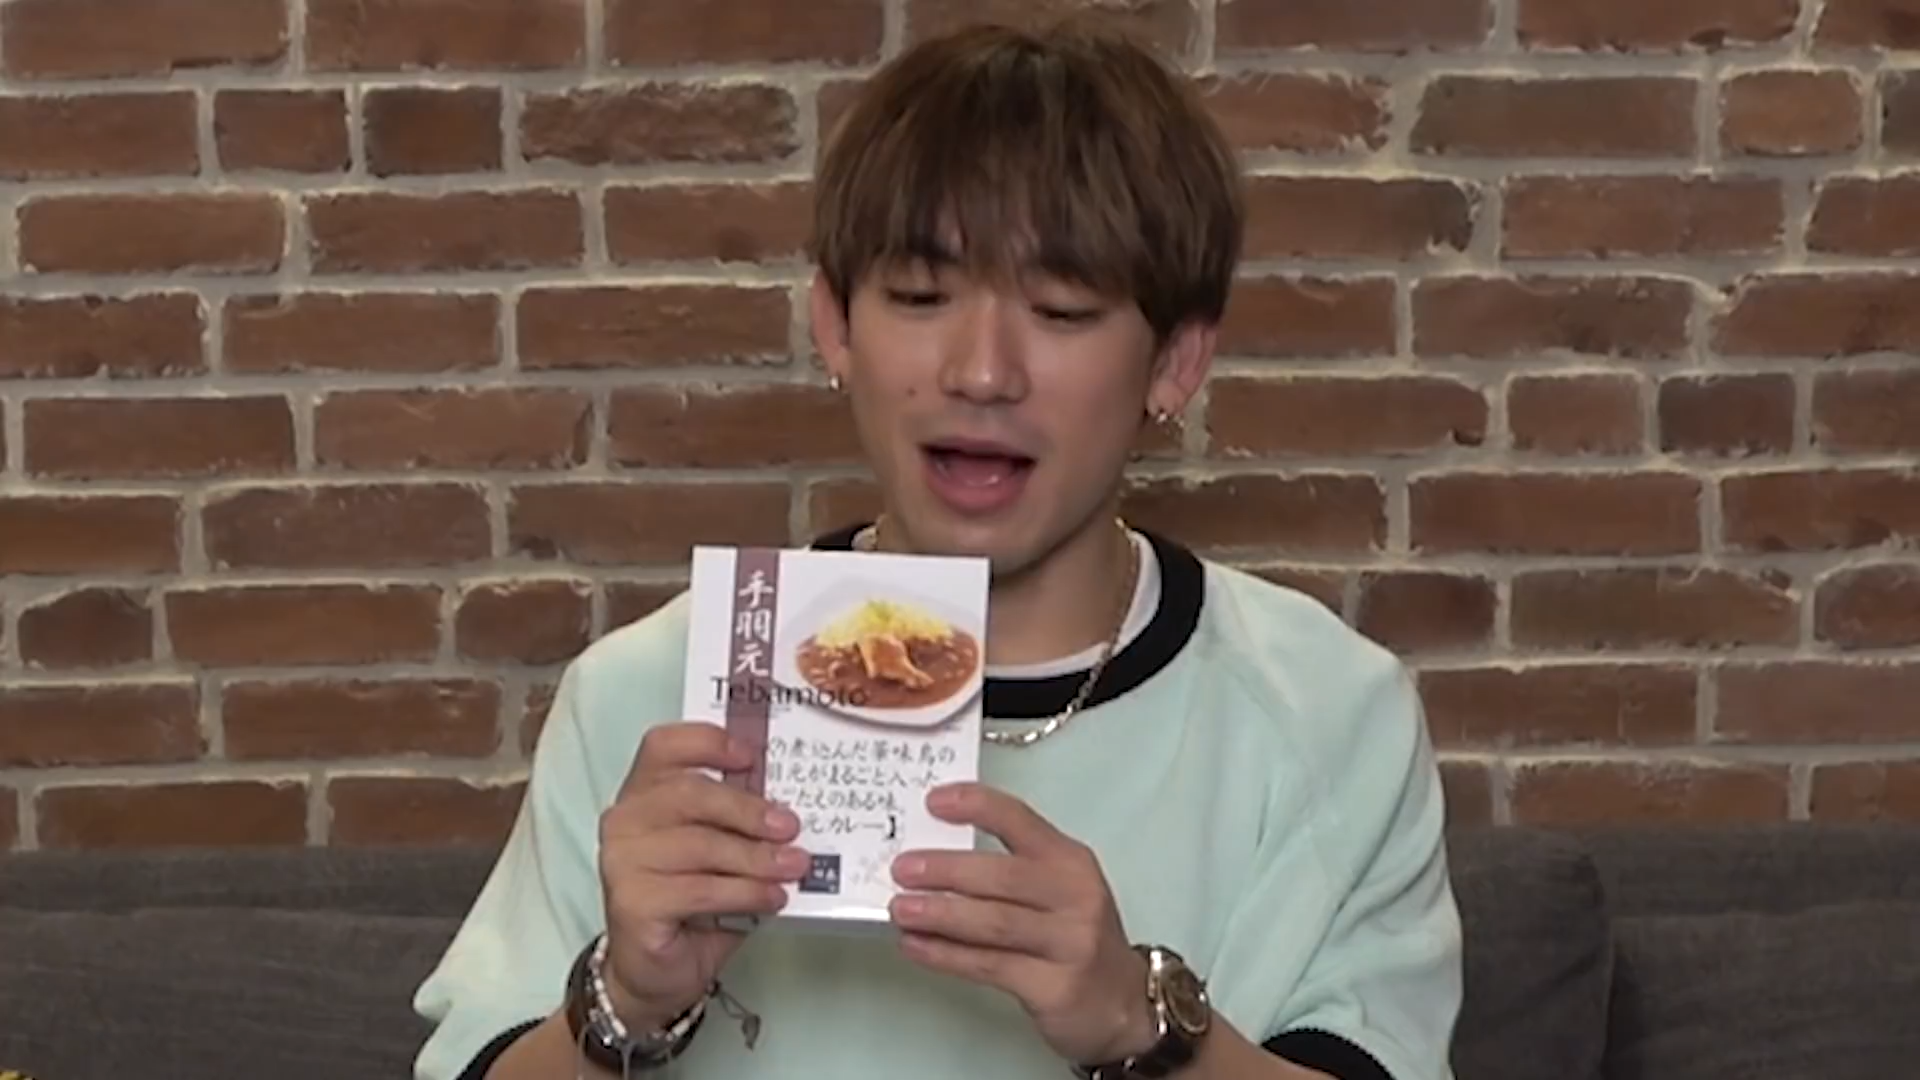 手羽元
Tebamoto
り煮込んだ華味鳥の
羽元がまるごと入った
ごたえのある味。
元カレー】